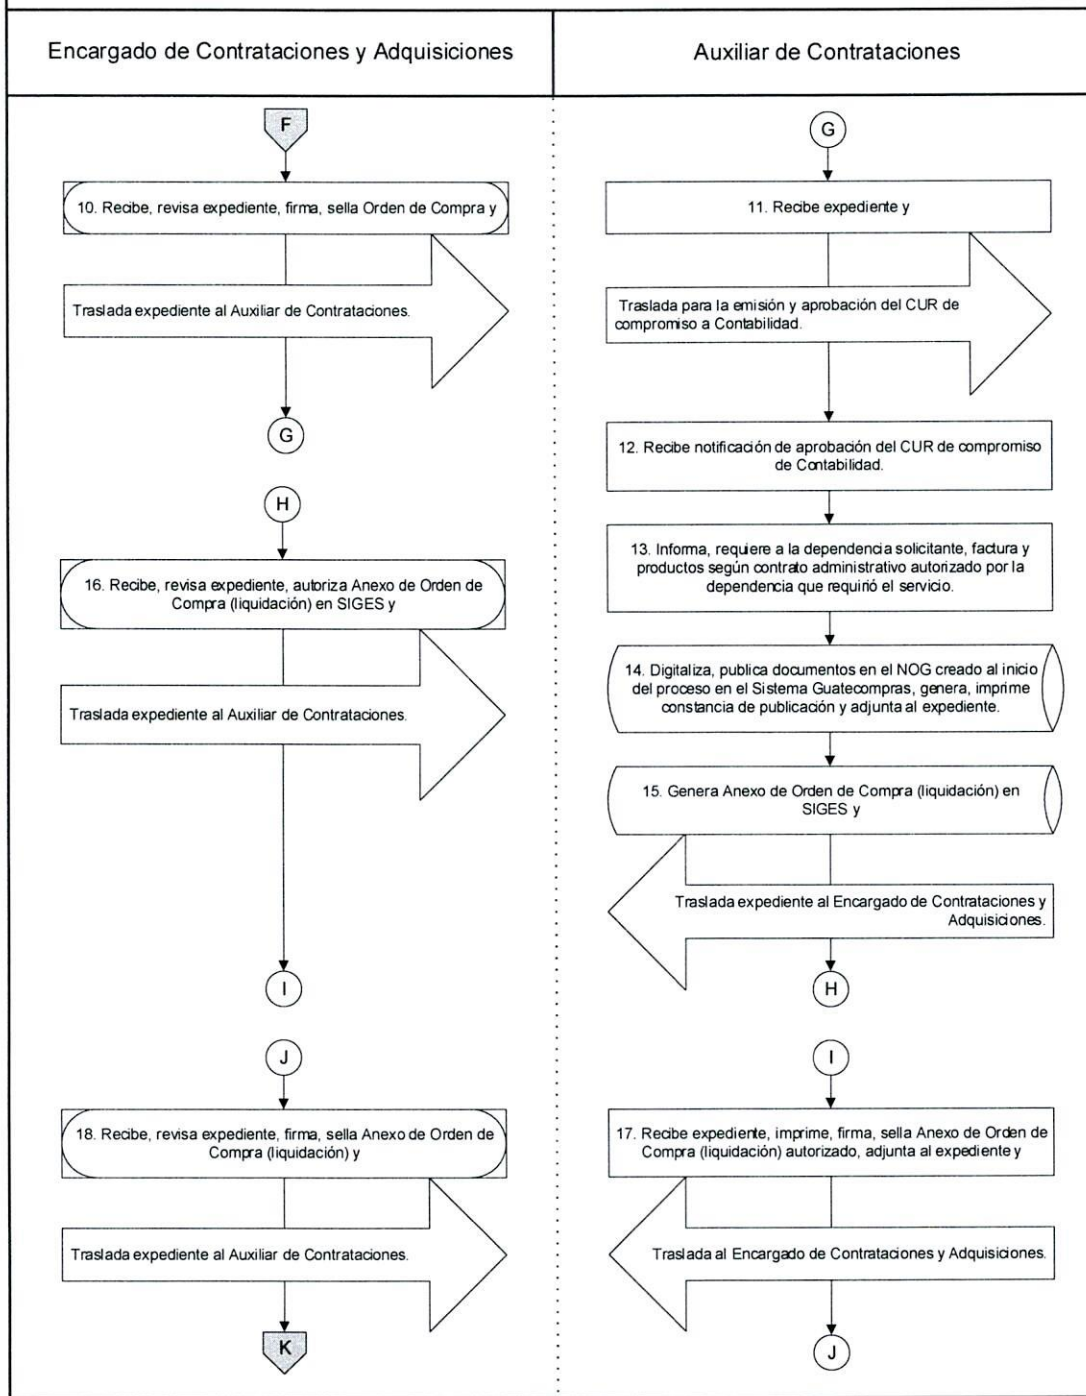 Encargado de Contrataciones y Adquisiciones
Auxiliar de Contrataciones
F
10. Recibe, revisa expediente, firma, sella Orden de Compra y
Traslada expediente al Auxiliar de Contrataciones.
G
H
16. Recibe, revisa expediente, autoriza Anexo de Orden de
Compra (liquidación) en SIGES y
Traslada expediente al Auxiliar de Contrataciones.
I
J
18. Recibe, revisa expediente, firma, sella Anexo de Orden de
Compra (liquidación) y
Traslada expediente al Auxiliar de Contrataciones.
K
G
11. Recibe expediente y
Traslada para la emisión y aprobación del CUR de
compromiso a Contabilidad.
12. Recibe notificación de aprobación del CUR de compromiso
de Contabilidad.
13. Informa, requiere a la dependencia solicitante, factura y
productos según contrato administrativo autorizado por la
dependencia que requirió el servicio.
14. Digitaliza, publica documentos en el NOG creado al inicio
del proceso en el Sistema Guatecompras, genera, imprime
constancia de publicación y adjunta al expediente.
15. Genera Anexo de Orden de Compra (liquidación) en
SIGES y
Traslada expediente al Encargado de Contrataciones y
Adquisiciones.
H
I
17. Recibe expediente, imprime, firma, sella Anexo de Orden de
Compra (liquidación) autorizado, adjunta al expediente y
Traslada al Encargado de Contrataciones y Adquisiciones.
J